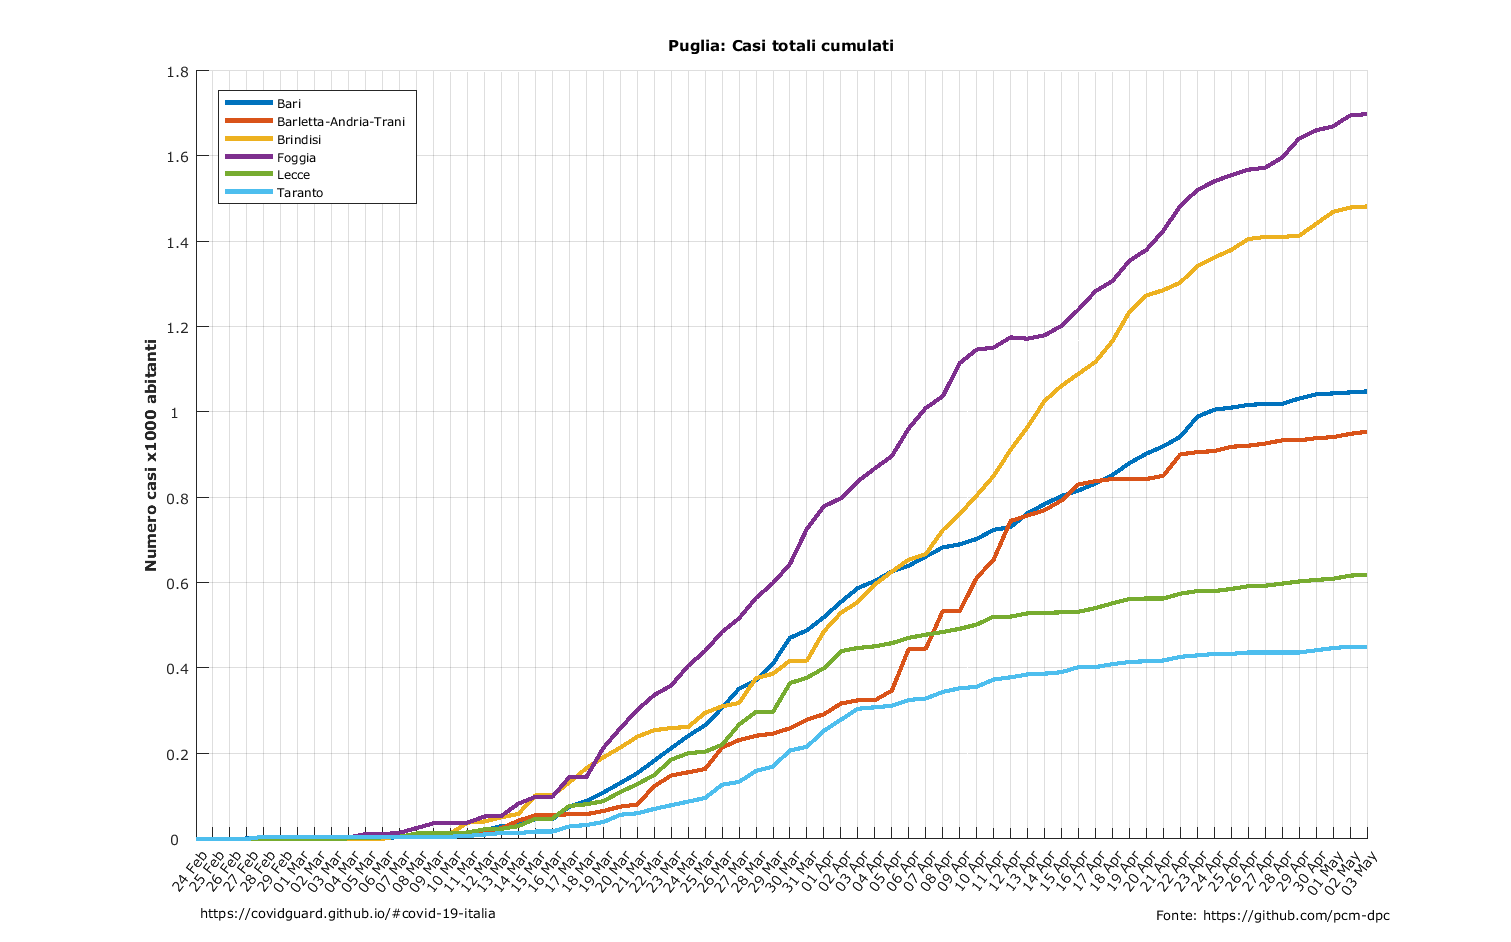 Puglia: Casi totali cumulati
1.8
1.6
1.4
1.2
1
0.8
0.6
0.4
0.2
0
Numero casi x1000 abitanti
Bari
Barletta-Andria-Trani
Brindisi
Foggia
Lecce
Taranto
24 Feb
25 Feb
26 Feb
27 Feb
28 Feb
29 Feb
01 Mar
02 Mar
03 Mar
04 Mar
05 Mar
06 Mar
07 Mar
08 Mar
09 Mar
10 Mar
11 Mar
12 Mar
13 Mar
14 Mar
15 Mar
16 Mar
17 Mar
18 Mar
19 Mar
20 Mar
21 Mar
22 Mar
23 Mar
24 Mar
25 Mar
26 Mar
27 Mar
28 Mar
29 Mar
30 Mar
31 Mar
01 Apr
02 Apr
03 Apr
04 Apr
05 Apr
06 Apr
07 Apr
08 Apr
09 Apr
10 Apr
11 Apr
12 Apr
13 Apr
14 Apr
15 Apr
16 Apr
17 Apr
18 Apr
19 Apr
20 Apr
21 Apr
22 Apr
23 Apr
24 Apr
25 Apr
26 Apr
27 Apr
28 Apr
29 Apr
30 Apr
01 May
02 May
03 May
https://covidguard.github.io/#covid-19-italia
Fonte: https://github.com/pcm-dpc